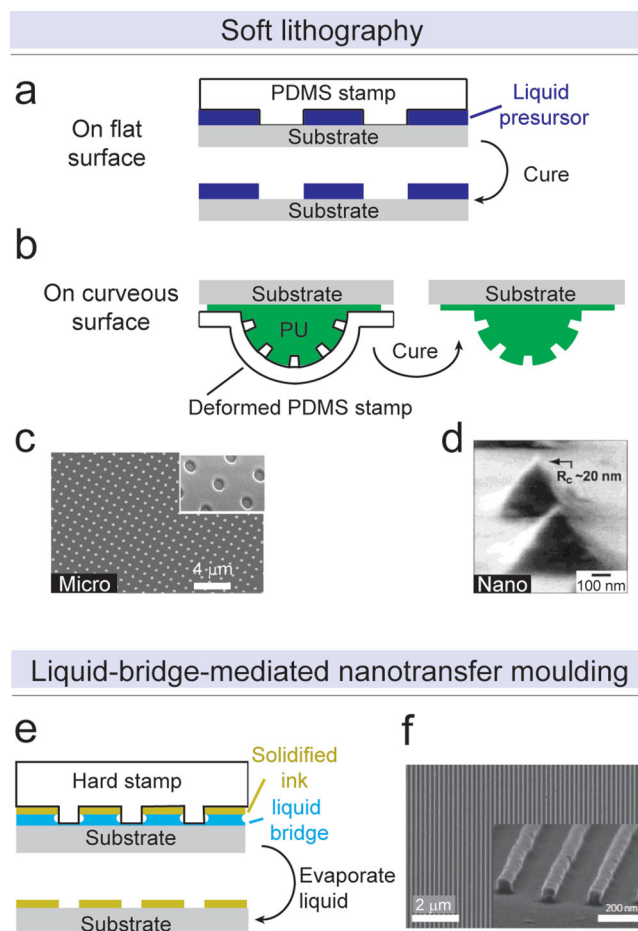 Soft lithography
a
On flat
surface
PDMS stamp
Liquid
presursor
Substrate
Cure
Substrate
b
On curveous
surface
Substrate
PU
Cure
Substrate
Deformed PDMS stamp
c
4 μm
Micro
d
Rc ~20 nm
Nano
100 nm
Liquid-bridge-mediated nanotransfer moulding
e
Hard stamp
Solidified
ink
liquid
bridge
Substrate
Evaporate
liquid
Substrate
f
2 μm
200 nm